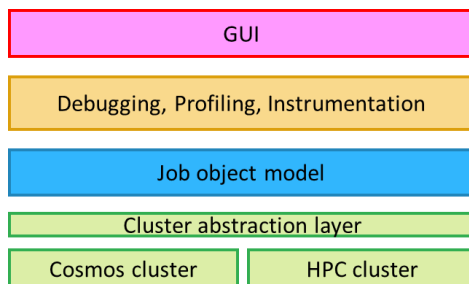 GUI
Debugging, Profiling, Instrumentation
Job object model
Cluster abstraction layer
Cosmos cluster
HPC cluster